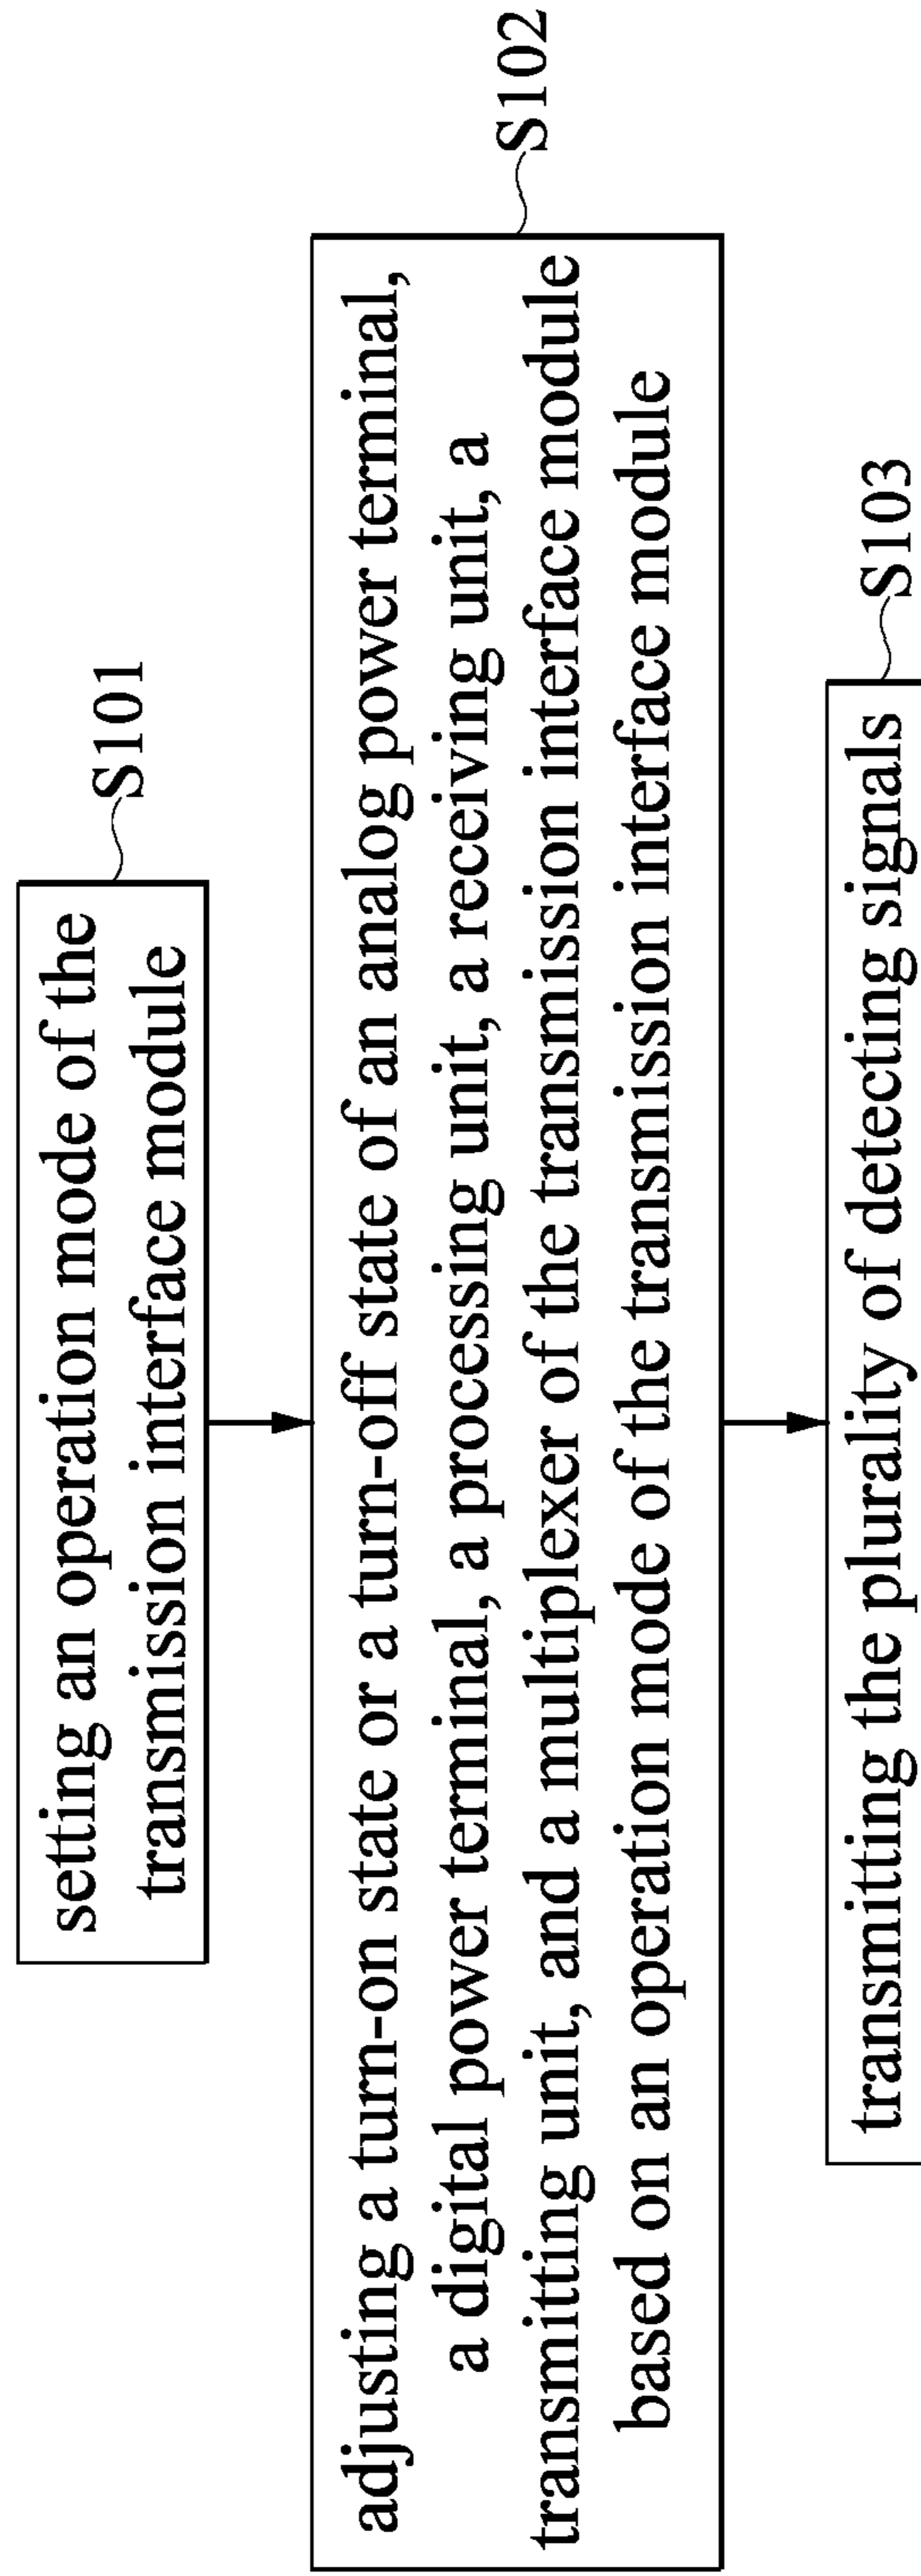 setting an operation mode of the
transmission interface module
S101
adjusting a turn-on state or a turn-off state of an analog power terminal,
a digital power terminal, a processing unit, a receiving unit, a
transmitting unit, and a multiplexer of the transmission interface module
based on an operation mode of the transmission interface module
S102
transmitting the plurality of detecting signals
S103